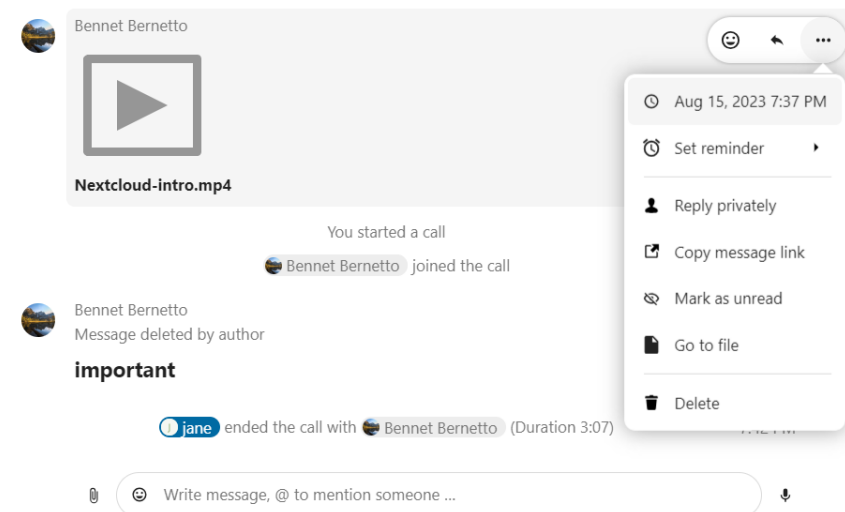 Bennet Bernetto
Nextcloud-intro.mp4
You started a call
Bennet Bernetto joined the call
Bennet Bernetto
Message deleted by author
important
jane ended the call with Bennet Bernetto (Duration 3:07)
Aug 15, 2023 7:37 PM
Set reminder
Reply privately
Copy message link
Mark as unread
Go to file
Delete
Write message, @ to mention someone ...